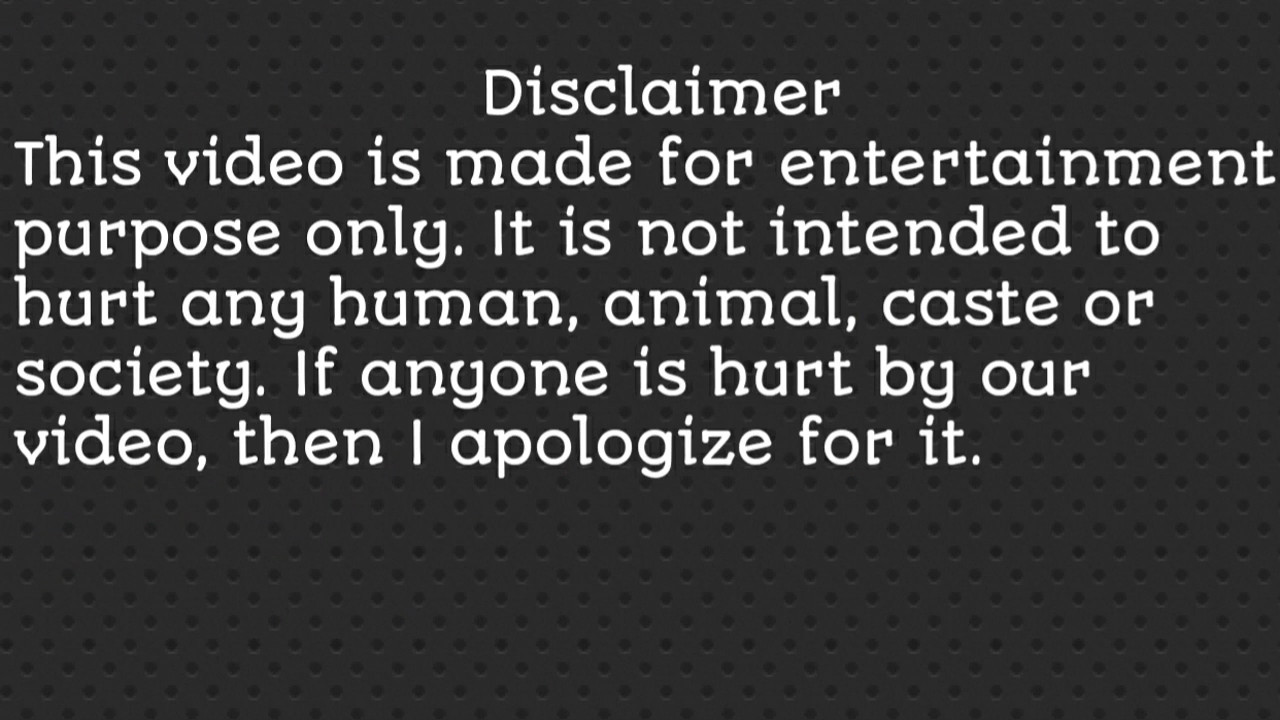 Disclaimer
This video is made for entertainment
purpose only. It is not intended to
hurt any human, animal, caste or
society. If anyone is hurt by our
video, then I apologize for it.